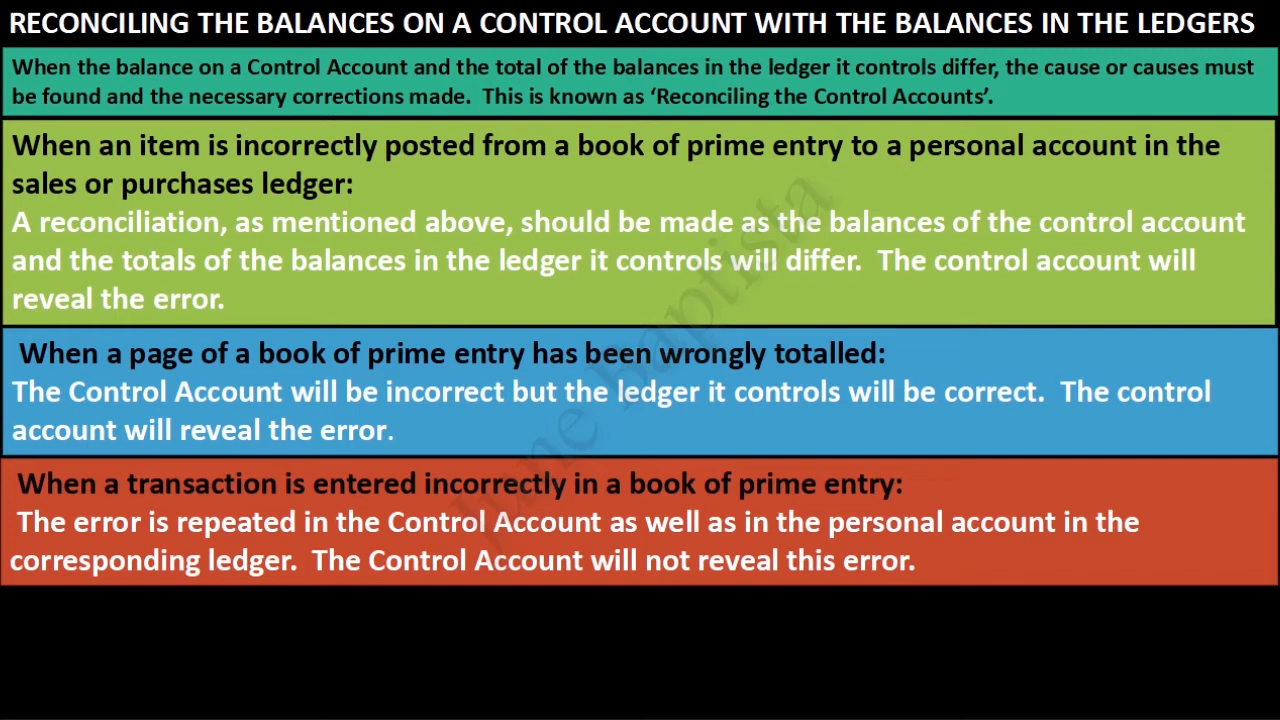 RECONCILING THE BALANCES ON A CONTROL ACCOUNT WITH THE BALANCES IN THE LEDGERS
When the balance on a Control Account and the total of the balances in the ledger it controls differ, the cause or causes must
be found and the necessary corrections made.  This is known as ‘Reconciling the Control Accounts’.
When an item is incorrectly posted from a book of prime entry to a personal account in the
sales or purchases ledger:
A reconciliation, as mentioned above, should be made as the balances of the control account
and the totals of the balances in the ledger it controls will differ.  The control account will
reveal the error.
When a page of a book of prime entry has been wrongly totalled:
The Control Account will be incorrect but the ledger it controls will be correct.  The control
account will reveal the error.
When a transaction is entered incorrectly in a book of prime entry:
The error is repeated in the Control Account as well as in the personal account in the
corresponding ledger.  The Control Account will not reveal this error.
June Baptista